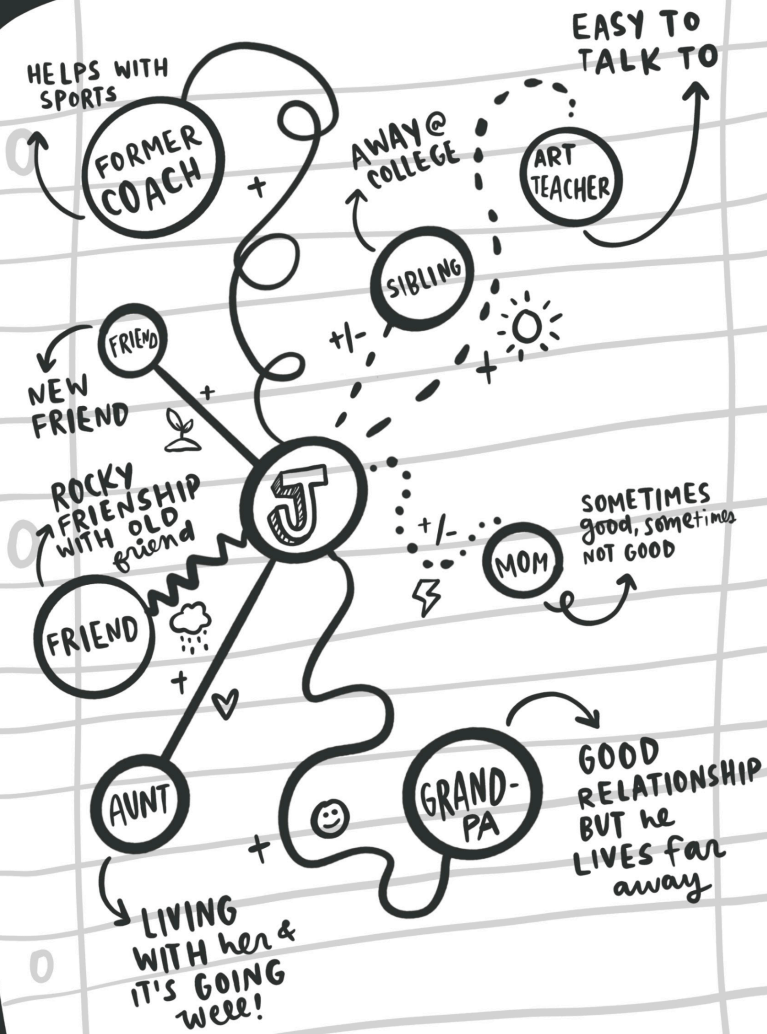 EASY TO
TALK TO
HELPS WITH
SPORTS
FORMER
COACH
+
AWAY @
COLLEGE
ART
TEACHER
SIBLING
+/-
+
FRIEND
NEW
FRIEND
+
J
ROCKY
FRIENSHIP
WITH OLD
friend
FRIEND
+/-
MOM
SOMETIMES
good, sometimes
NOT GOOD
+
AUNT
LIVING
WITH her &
IT'S GOING
well!
+
GRAND-
PA
GOOD
RELATIONSHIP
BUT he
LIVES far
away